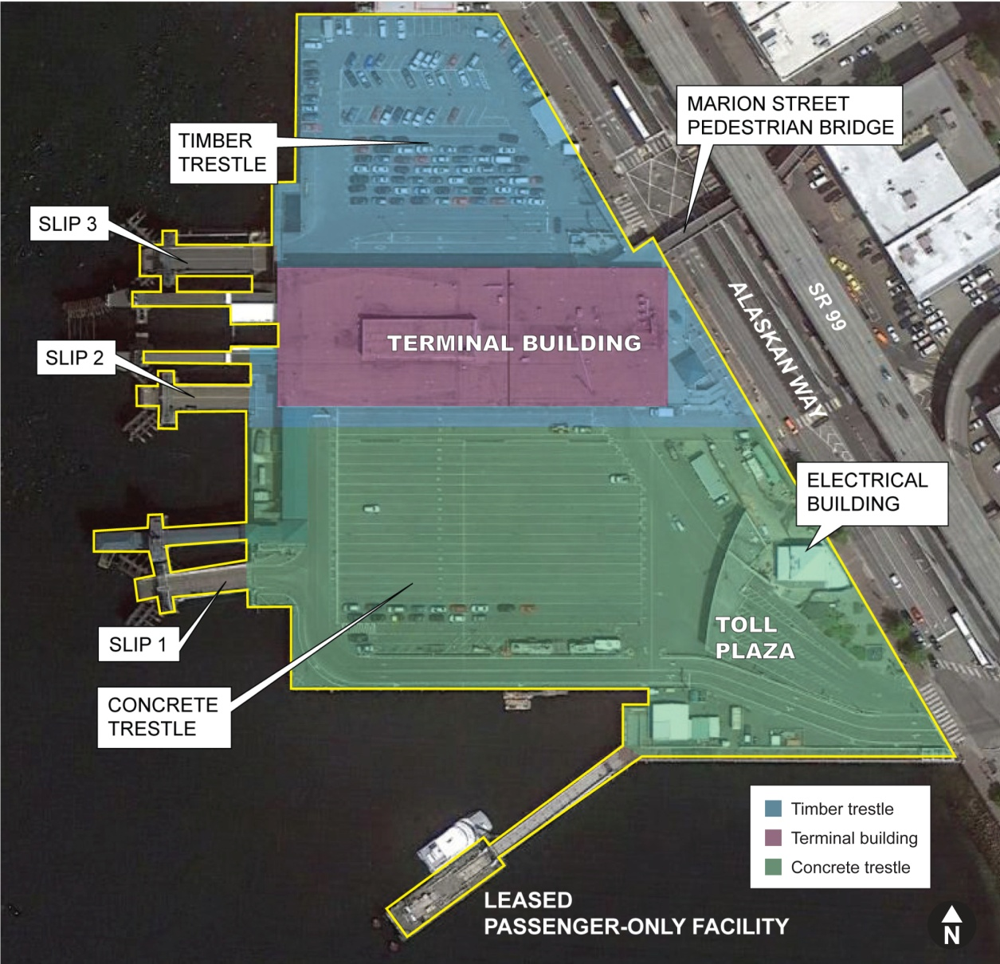 MARION STREET
PEDESTRIAN BRIDGE
TIMBER
TRESTLE
SLIP 3
ALASKAN WAY
SR 99
TERMINAL BUILDING
SLIP 2
ELECTRICAL
BUILDING
TOLL
PLAZA
SLIP 1
CONCRETE
TRESTLE
Timber trestle
Terminal building
Concrete trestle
LEASED
PASSENGER-ONLY FACILITY
N